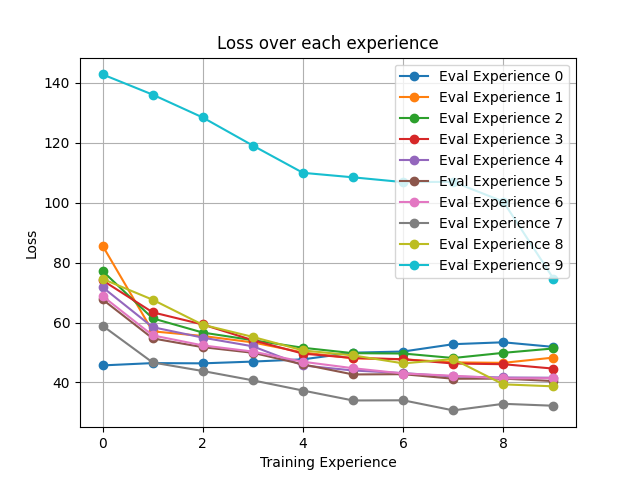 Loss over each experience
140
120
100
80
60
40
Loss
0
2
4
6
8
Training Experience
Eval Experience 0
Eval Experience 1
Eval Experience 2
Eval Experience 3
Eval Experience 4
Eval Experience 5
Eval Experience 6
Eval Experience 7
Eval Experience 8
Eval Experience 9